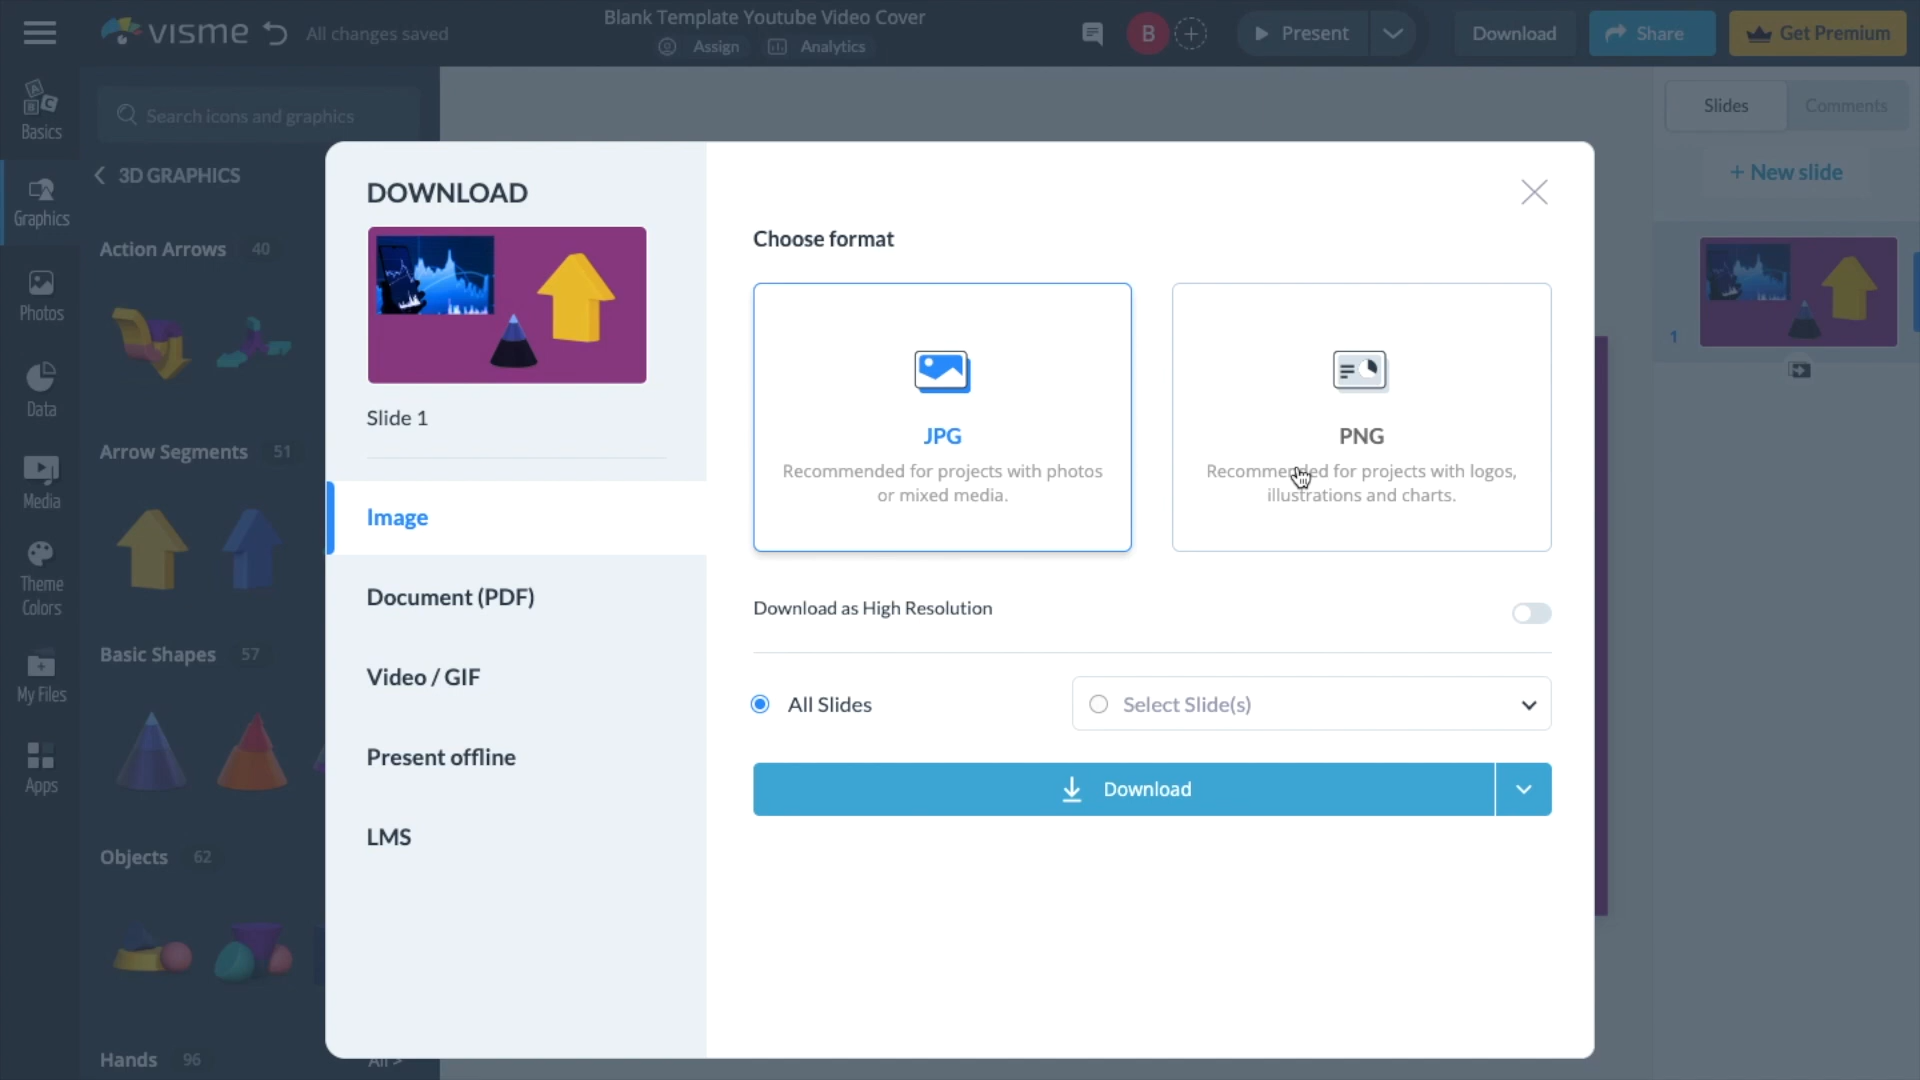 visme
All changes saved
Blank Template Youtube Video Cover
Assign
Analytics
B
Present
Download
Share
Get Premium
Basics
Graphics
Photos
Data
Media
Theme
Colors
My Files
Apps
Search icons and graphics
3D GRAPHICS
Action Arrows 40
Arrow Segments 51
Basic Shapes 57
Objects 62
Hands 96
All >
DOWNLOAD
Slide 1
Image
Document (PDF)
Video / GIF
Present offline
LMS
Choose format
JPG
Recommended for projects with photos
or mixed media.
PNG
Recommended for projects with logos,
illustrations and charts.
Download as High Resolution
All Slides
Select Slide(s)
Download
Slides
Comments
+ New slide
1